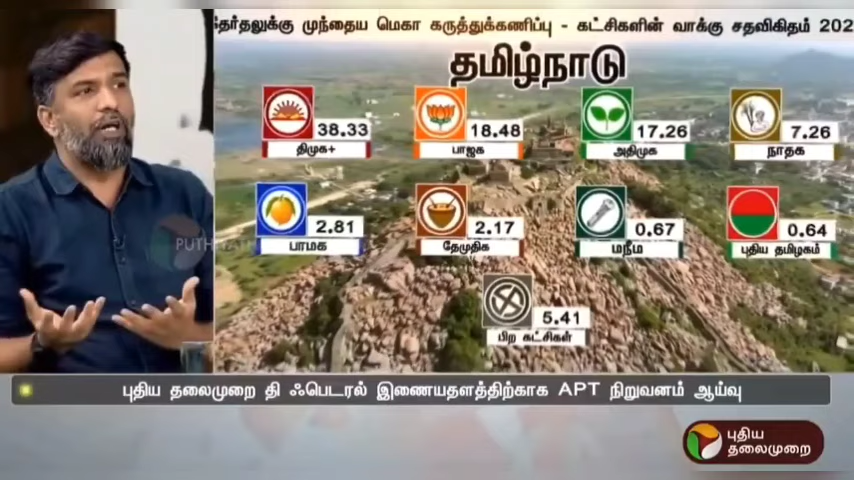 தேர்தலுக்கு முந்தைய மெகா கருத்துக்கணிப்பு - கட்சிகளின் வாக்கு சதவிகிதம் 202
தமிழ்நாடு
38.33 18.48 17.26 7.26
திமுக+ பாஜக அதிமுக நாதக
2.81 2.17 0.67 0.64
பாமக தேமுதிக மநீம புதிய தமிழகம்
5.41
பிற கட்சிகள்
புதிய தலைமுறை தி ஃபெடரல் இணையதளத்திற்காக APT நிறுவனம் ஆய்வு
புதிய
தலைமுறை